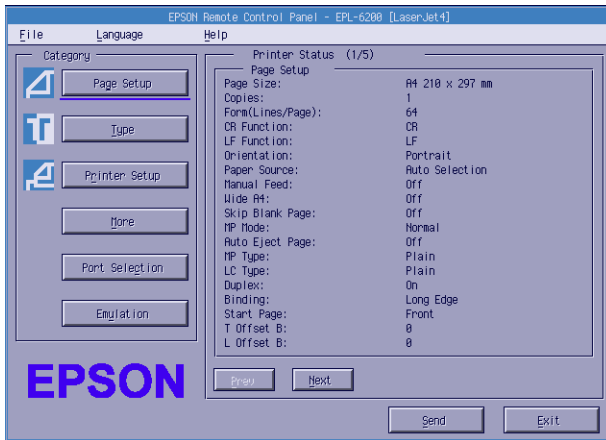 EPSON Remote Control Panel - EPL-6200 [LaserJet4]
File Language Help
Category
Page Setup
Type
Printer Setup
More
Port Selection
Emulation
EPSON
Printer Status (1/5)
Page Setup
Page Size: A4 210 x 297 mm
Copies: 1
Form(Lines/Page): 64
CR Function: CR
LF Function: LF
Orientation: Portrait
Paper Source: Auto Selection
Manual Feed: Off
Wide A4: Off
Skip Blank Page: Off
MP Mode: Normal
Auto Eject Page: Off
MP Type: Plain
LC Type: Plain
Duplex: On
Binding: Long Edge
Start Page: Front
T Offset B: 0
L Offset B: 0
Prev Next
Send Exit